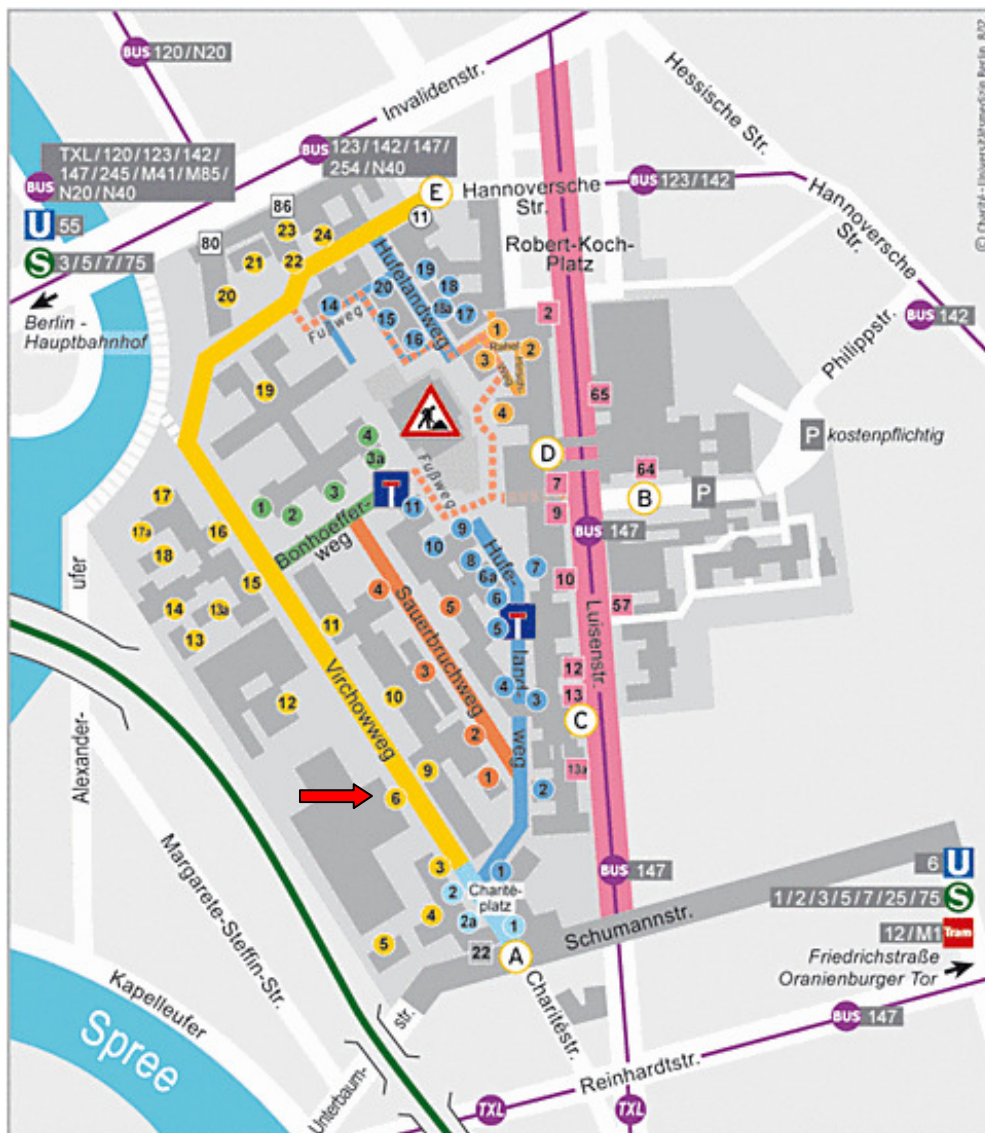 BUS 120/N20
Invalidenstr.
Hessische Str.
(C) Charité - Universitätsmedizin Berlin, 8/02
TXL/120/123/142/
147/245/M41/M85/
N20/N40
BUS
BUS 123/142/147/
254/N40
U 55
S 3/5/7/75
Berlin -
Hauptbahnhof
E
Hannoversche
Str.
BUS 123/142
Hannoversche
Str.
Robert-Koch-
Platz
BUS 142
Philippstr.
86
80
11
23
24
21
22
20
Hufelandweg
19
18
18a
17
20
14
15
16
Fußweg
1
2
3
4
2
65
19
D
64
7
B
P
9
P kostenpflichtig
4
3a
3
1
2
Bonhoeffer-
weg
Fußweg
11
17
17a
18
16
15
14
13a
13
ufer
Alexander-
12
11
10
9
6
Virchowweg
Sauerbruchweg
4
5
3
2
1
9
10
8
6a
7
6
5
4
3
2
1
Hufe-
land-
weg
BUS 147
10
57
12
13
C
13a
Luisenstr.
BUS 147
3
2
Charité-
platz
2a
1
4
5
22
A
Schumannstr.
6 U
1/2/3/5/7/25/75 S
12/M1 Tram
Friedrichstraße
Oranienburger Tor
Margarete-Steffin-Str.
Kapelleufer
Spree
str.
Unterbaum-
Charitéstr.
Reinhardtstr.
BUS 147
TXL
TXL